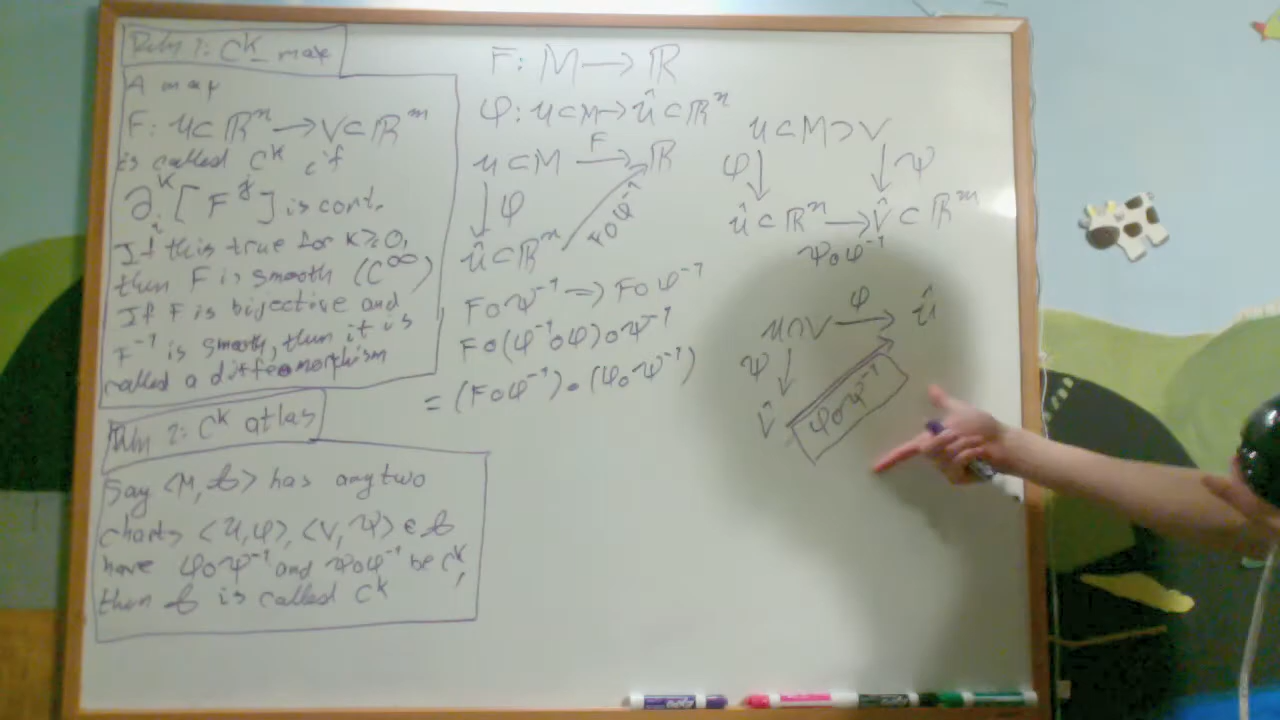 Defn 1: C^k map
A map
F: U⊂ℝ^n → V⊂ℝ^m
is called C^k if
∂_i^k [F^j] is cont.
If this true for k≥0,
then F is smooth (C^∞)
If F is bijective and
F^-1 is smooth, then it is
called a diffeomorphism
Defn 2: C^k atlas
Say <M, 𝒜> has any two
charts <U,φ>, <V,ψ> ∈ 𝒜
have φ∘ψ^-1 and ψ∘φ^-1 be C^k,
then 𝒜 is called C^k
F: M → ℝ
φ: U⊂M → Û⊂ℝ^n
U⊂M F→ ℝ
↓ φ
Û⊂ℝ^n F∘φ^-1
F∘ψ^-1 => F∘φ^-1
F∘(φ^-1∘φ)∘ψ^-1
= (F∘φ^-1)∘(φ∘ψ^-1)
U⊂M⊃V
φ↓ ↓ψ
Û⊂ℝ^n → V̂⊂ℝ^m
ψ∘φ^-1
U∩V φ→ Û
ψ↓
V̂ φ∘ψ^-1
expo